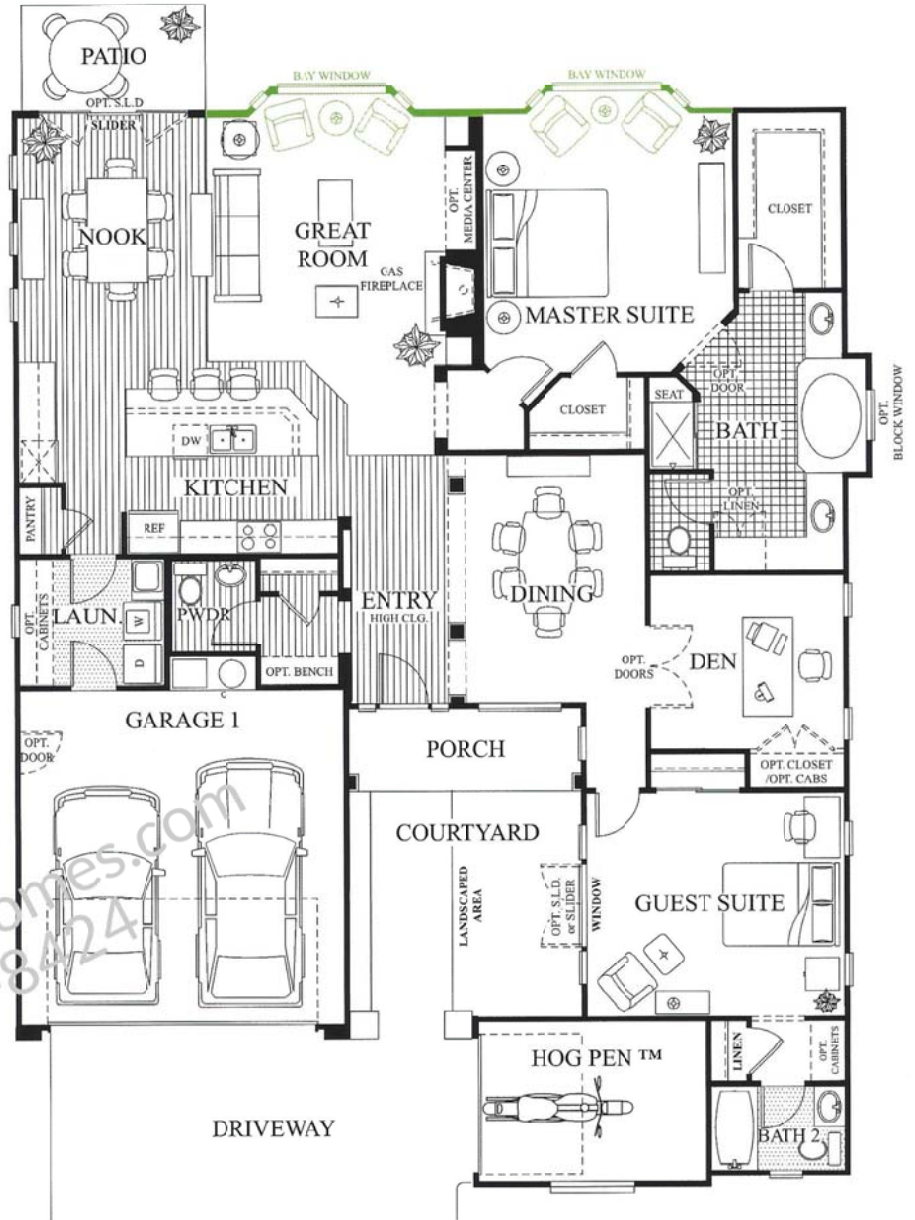 PATIO
OPT. S.L.D
SLIDER
BAY WINDOW
BAY WINDOW
NOOK
GREAT
ROOM
OPT.
MEDIA CENTER
GAS
FIREPLACE
MASTER SUITE
CLOSET
CLOSET
OPT.
DOOR
SEAT
BATH
OPT.
BLOCK WINDOW
OPT.
LINEN
DW
KITCHEN
REF
PANTRY
OPT.
CABINETS
LAUN.
W
D
PWDR
OPT. BENCH
ENTRY
HIGH CLG.
DINING
OPT.
DOORS
DEN
OPT. CLOSET
/OPT. CABS
GARAGE 1
OPT.
DOOR
PORCH
COURTYARD
LANDSCAPED
AREA
OPT. S.L.D.
or SLIDER
WINDOW
GUEST SUITE
omes.com
-8424
HOG PEN ™
LINEN
OPT.
CABINETS
BATH 2
DRIVEWAY